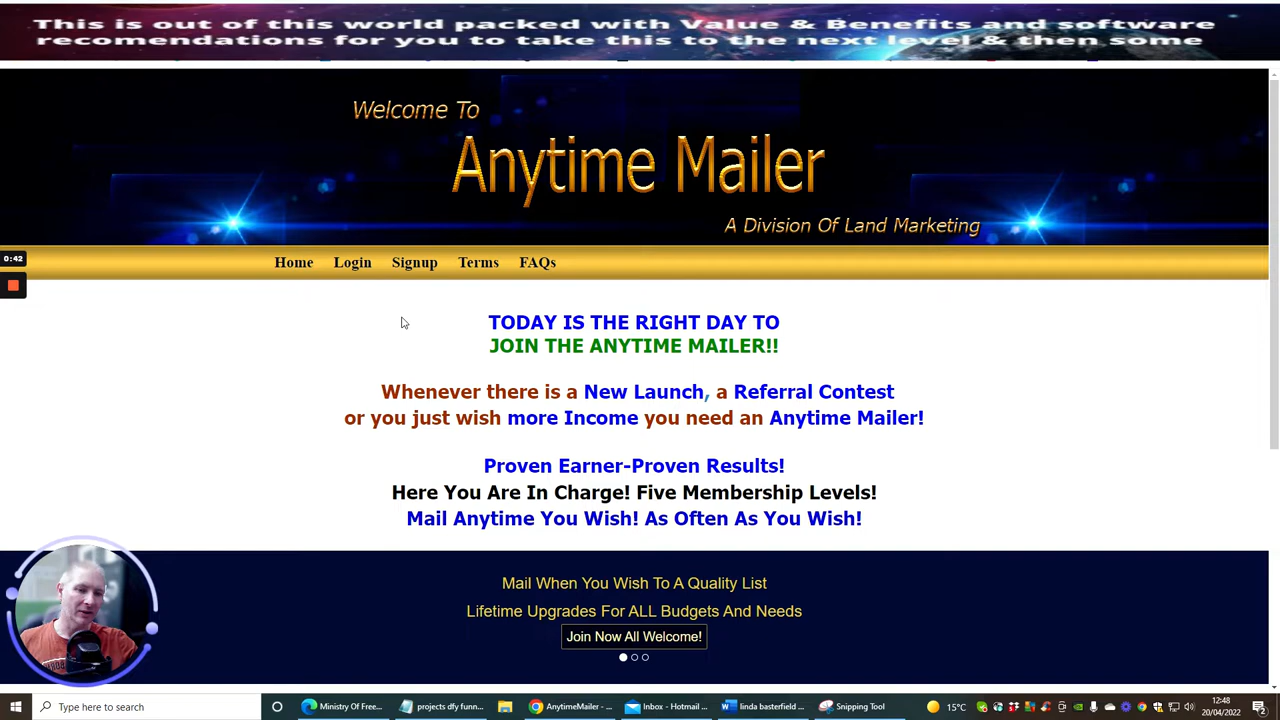 This is out of this world packed with Value & Benefits and software
recomendations for you to take this to the next level & then some
Welcome To
Anytime Mailer
A Division Of Land Marketing
0:42
Home Login Signup Terms FAQs
TODAY IS THE RIGHT DAY TO
JOIN THE ANYTIME MAILER!!
Whenever there is a New Launch, a Referral Contest
or you just wish more Income you need an Anytime Mailer!
Proven Earner-Proven Results!
Here You Are In Charge! Five Membership Levels!
Mail Anytime You Wish! As Often As You Wish!
Mail When You Wish To A Quality List
Lifetime Upgrades For ALL Budgets And Needs
Join Now All Welcome!
Type here to search
Ministry Of Free...
projects dfy funn...
AnytimeMailer - ...
Inbox - Hotmail ...
linda basterfield ...
Snipping Tool
15°C
12:48
20/04/2022